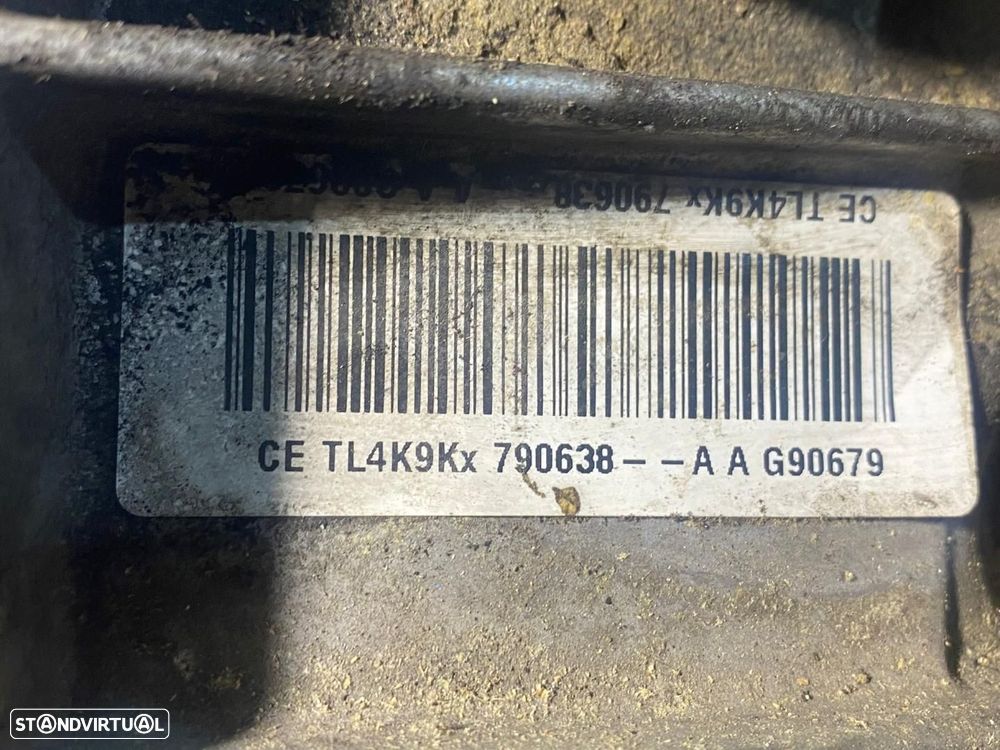 CE TL4K9Kx 790638
CE TL4K9Kx 790638--A A G90679
STANDVIRTUAL